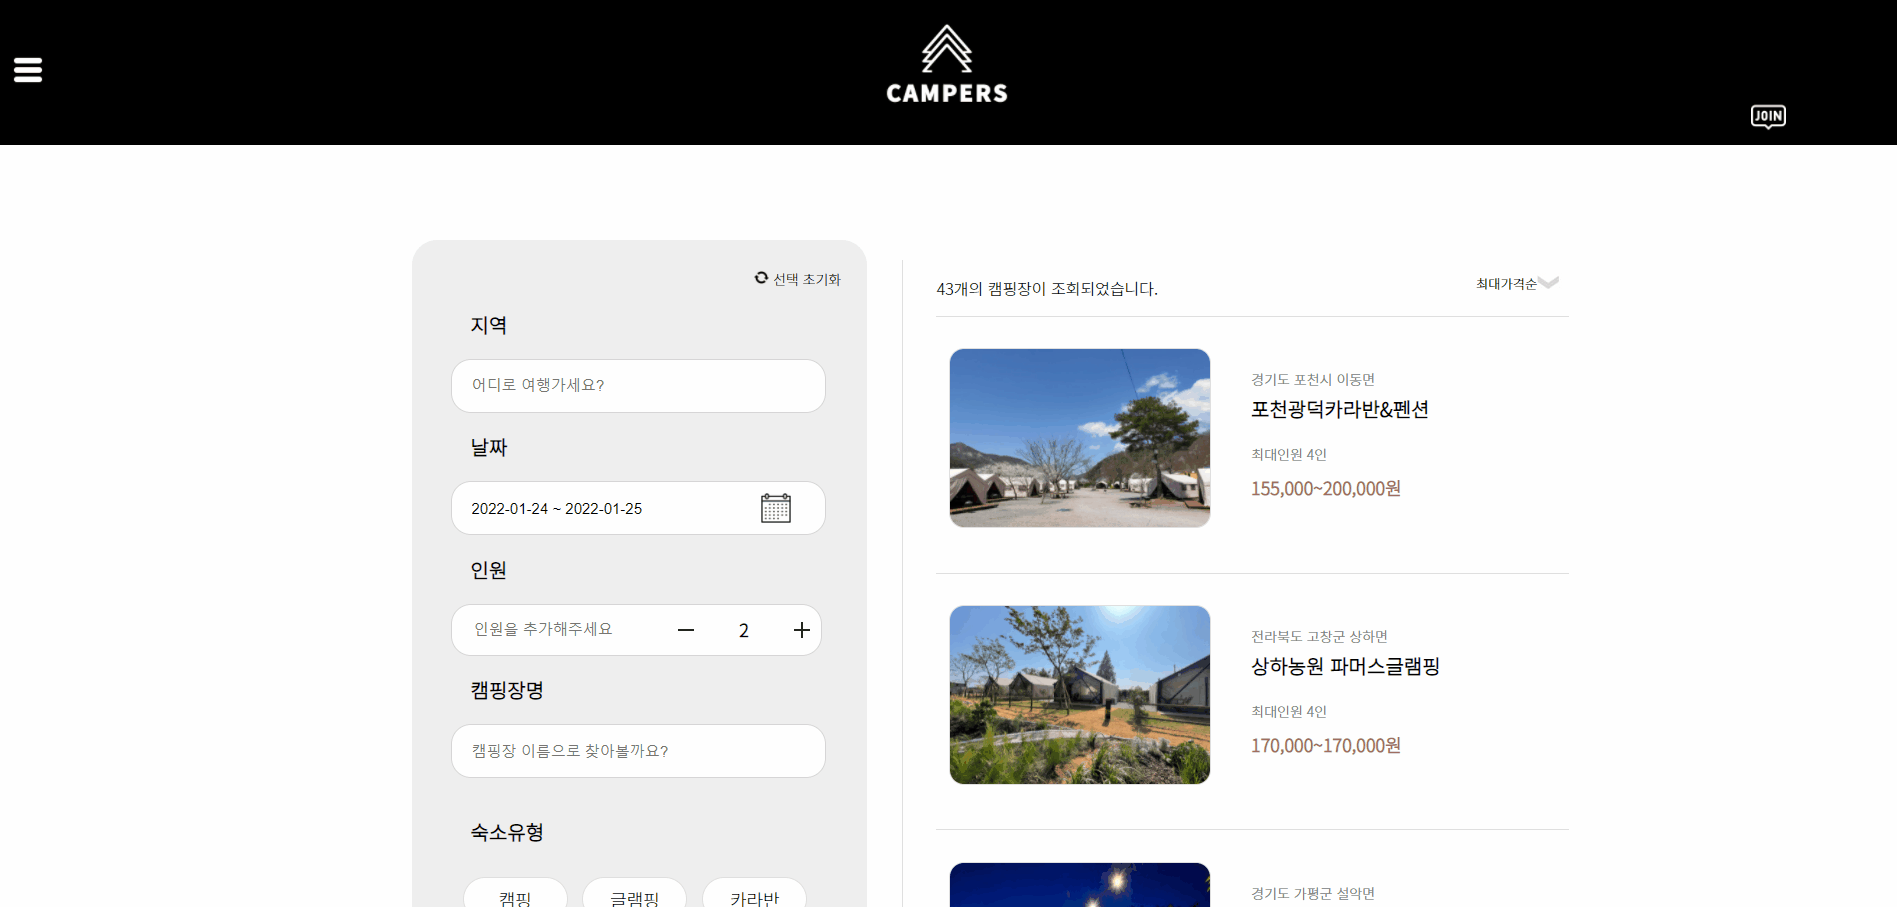 CAMPERS
JOIN
선택 초기화
지역
어디로 여행가세요?
날짜
2022-01-24 ~ 2022-01-25
인원
인원을 추가해주세요
2
캠핑장명
캠핑장 이름으로 찾아볼까요?
숙소유형
캠핑 글램핑 카라반
43개의 캠핑장이 조회되었습니다.
최대가격순
경기도 포천시 이동면
포천광덕카라반&펜션
최대인원 4인
155,000~200,000원
전라북도 고창군 상하면
상하농원 파머스글램핑
최대인원 4인
170,000~170,000원
경기도 가평군 설악면